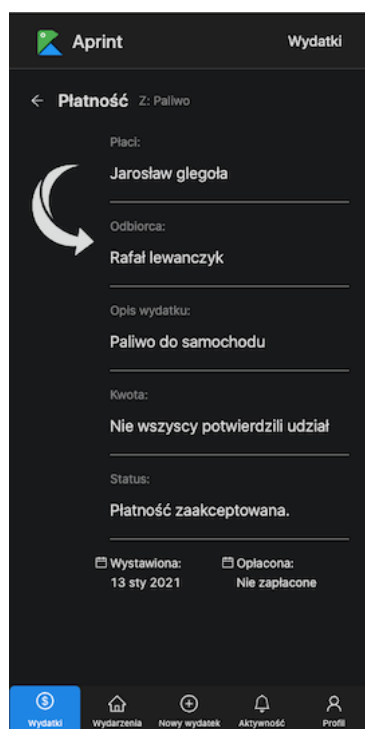 Aprint
Wydatki
Płatność Z: Paliwo
Płaci:
Jarosław glegoła
Odbiorca:
Rafał lewanczyk
Opis wydatku:
Paliwo do samochodu
Kwota:
Nie wszyscy potwierdzili udział
Status:
Płatność zaakceptowana.
Wystawiona:
13 sty 2021
Opłacona:
Nie zapłacone
Wydatki
Wydarzenia
Nowy wydatek
Aktywność
Profil